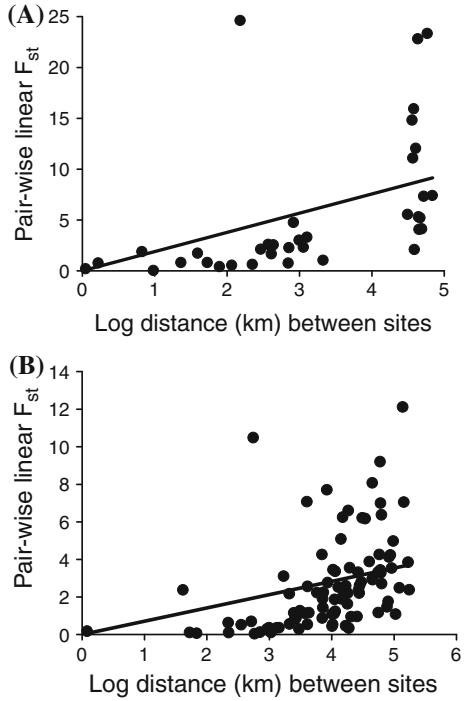 (A)
25
20
15
10
5
0
Pair-wise linear F_st
0 1 2 3 4 5
Log distance (km) between sites
(B)
14
12
10
8
6
4
2
0
Pair-wise linear F_st
0 1 2 3 4 5 6
Log distance (km) between sites